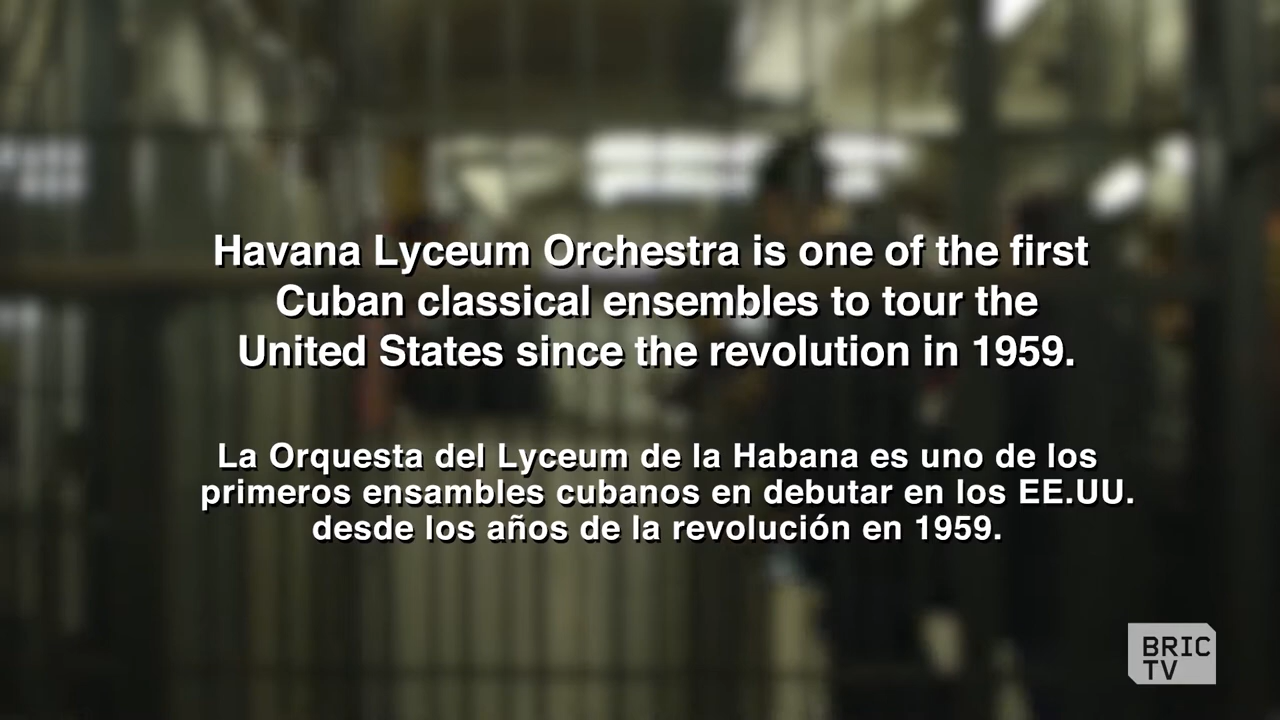 Havana Lyceum Orchestra is one of the first
Cuban classical ensembles to tour the
United States since the revolution in 1959.
La Orquesta del Lyceum de la Habana es uno de los
primeros ensambles cubanos en debutar en los EE.UU.
desde los años de la revolución en 1959.
BRIC
TV